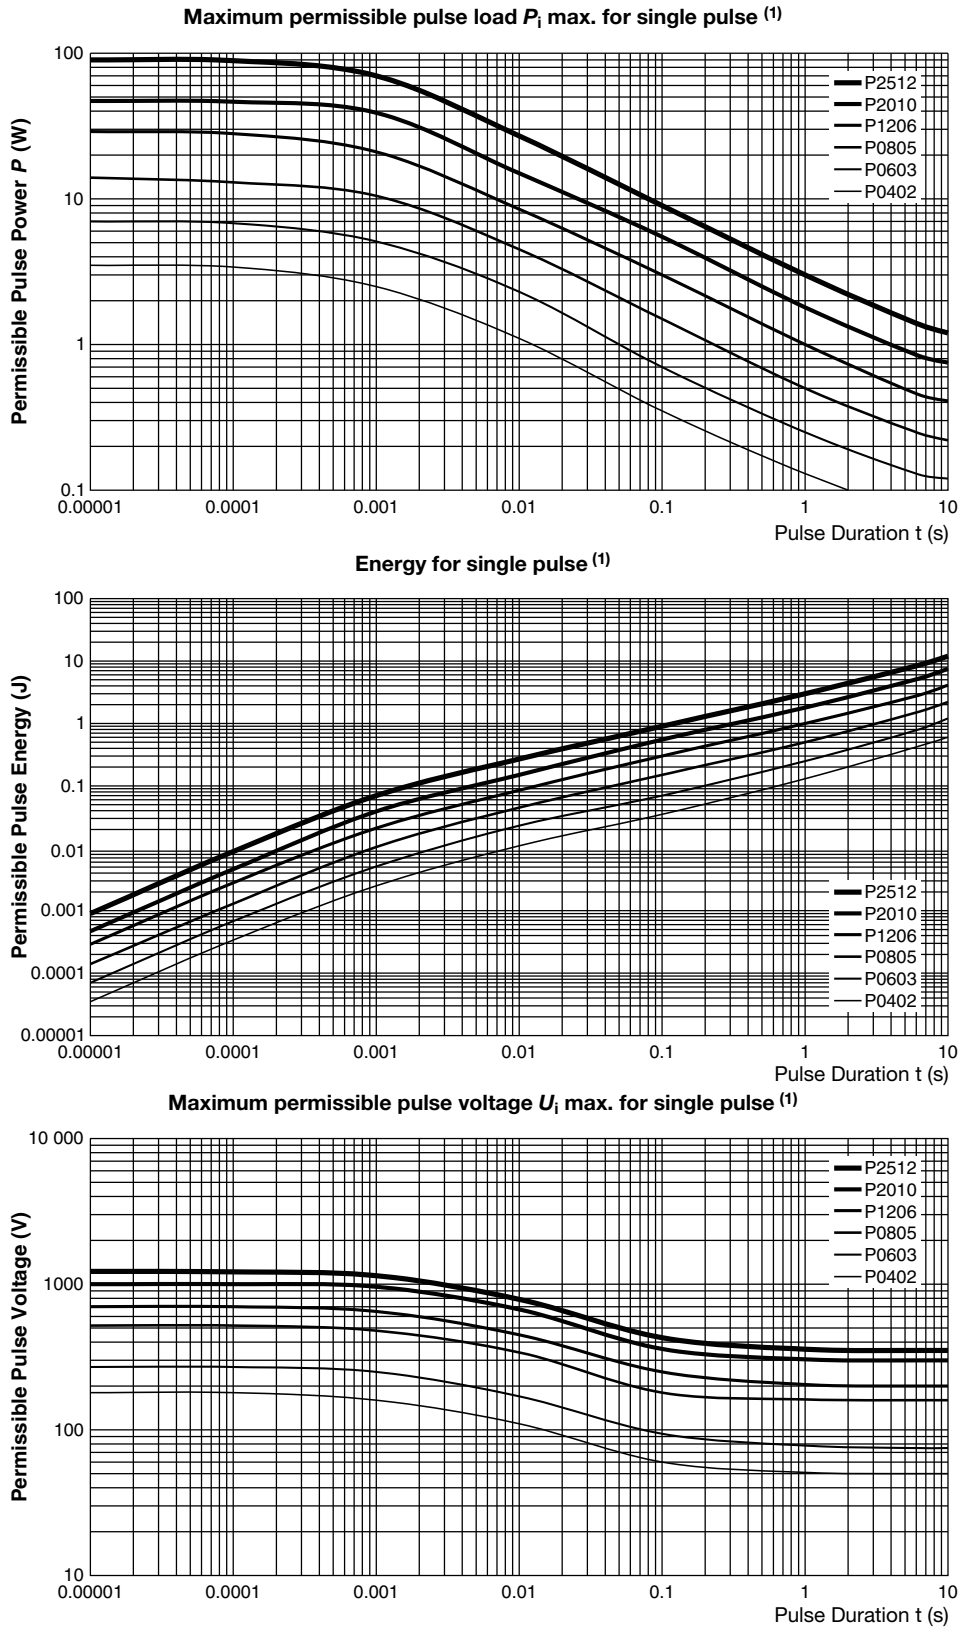 Maximum permissible pulse load Pi max. for single pulse (1)
Permissible Pulse Power P (W)
100
10
1
0.1
P2512
P2010
P1206
P0805
P0603
P0402
0.00001 0.0001 0.001 0.01 0.1 1 10
Pulse Duration t (s)
Energy for single pulse (1)
Permissible Pulse Energy (J)
100
10
1
0.1
0.01
0.001
0.0001
0.00001
P2512
P2010
P1206
P0805
P0603
P0402
0.00001 0.0001 0.001 0.01 0.1 1 10
Pulse Duration t (s)
Maximum permissible pulse voltage Ui max. for single pulse (1)
Permissible Pulse Voltage (V)
10 000
1000
100
10
P2512
P2010
P1206
P0805
P0603
P0402
0.00001 0.0001 0.001 0.01 0.1 1 10
Pulse Duration t (s)